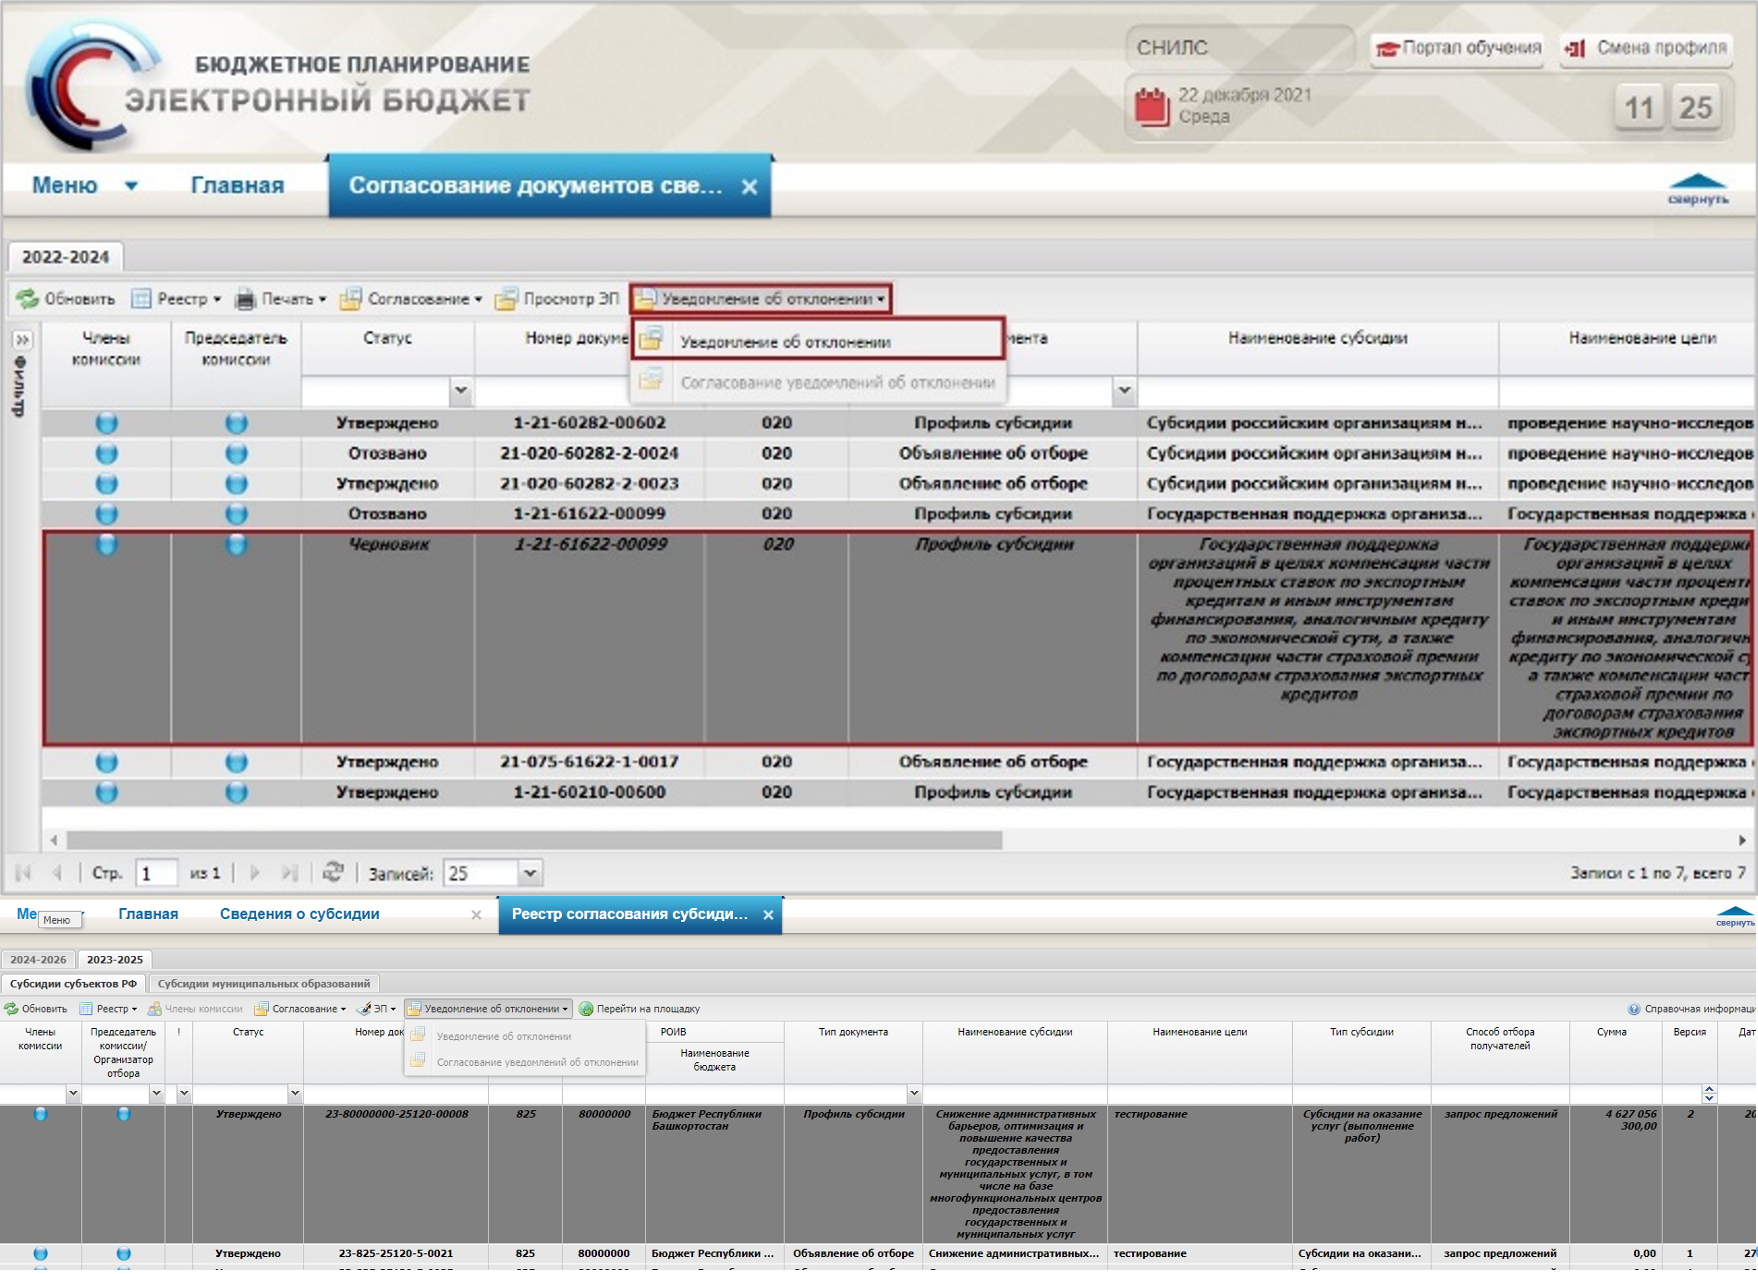 БЮДЖЕТНОЕ ПЛАНИРОВАНИЕ
ЭЛЕКТРОННЫЙ БЮДЖЕТ
СНИЛС
Портал обучения
Смена профиля
22 декабря 2021
Среда
11 25
Меню
Главная
Согласование документов све...
свернуть
2022-2024
Обновить
Реестр
Печать
Согласование
Просмотр ЭП
Уведомление об отклонении
Уведомление об отклонении
Согласование уведомлений об отклонении
Фильтр
Члены комиссии
Председатель комиссии
Статус
Номер докуме
мента
Наименование субсидии
Наименование цели
Утверждено 1-21-60282-00602 020 Профиль субсидии Субсидии российским организациям н... проведение научно-исследов
Отозвано 21-020-60282-2-0024 020 Объявление об отборе Субсидии российским организациям н... проведение научно-исследов
Утверждено 21-020-60282-2-0023 020 Объявление об отборе Субсидии российским организациям н... проведение научно-исследов
Отозвано 1-21-61622-00099 020 Профиль субсидии Государственная поддержка организа... Государственная поддержка
Черновик 1-21-61622-00099 020 Профиль субсидии Государственная поддержка Государственная поддержк
организаций в целях компенсации части организаций в целях
процентных ставок по экспортным компенсации части процентн
кредитам и иным инструментам ставок по экспортным креди
финансирования, аналогичным кредиту и иным инструментам
по экономической сути, а также финансирования, аналогичн
компенсации части страховой премии кредиту по экономической су
по договорам страхования экспортных а также компенсации част
кредитов страховой премии по
договорам страхования
экспортных кредитов
Утверждено 21-075-61622-1-0017 020 Объявление об отборе Государственная поддержка организа... Государственная поддержка
Утверждено 1-21-60210-00600 020 Профиль субсидии Государственная поддержка организа... Государственная поддержка
Стр. 1 из 1 Записей: 25
Записи с 1 по 7, всего 7
Ме
Меню
Главная
Сведения о субсидии
Реестр согласования субсиди...
свернуть
2024-2026
2023-2025
Субсидии субъектов РФ
Субсидии муниципальных образований
Обновить
Реестр
Члены комиссии
Согласование
ЭП
Уведомление об отклонении
Перейти на площадку
Справочная информаци
Уведомление об отклонении
Согласование уведомлений об отклонении
Члены комиссии
Председатель комиссии/ Организатор отбора
!
Статус
Номер док
РОИВ
Наименование бюджета
Тип документа
Наименование субсидии
Наименование цели
Тип субсидии
Способ отбора получателей
Сумма
Версия
Дат
Утверждено 23-80000000-25120-00008 825 80000000 Бюджет Республики Профиль субсидии Снижение административных тестирование Субсидии на оказание запрос предложений 4 627 056 2 20
Башкортостан барьеров, оптимизация и услуг (выполнение 300,00
повышение качества работ)
предоставления
государственных и
муниципальных услуг, в том
числе на базе
многофункциональных центров
предоставления
государственных и
муниципальных услуг
Утверждено 23-825-25120-5-0021 825 80000000 Бюджет Республики ... Объявление об отборе Снижение административных... тестирование Субсидии на оказани... запрос предложений 0,00 1 27